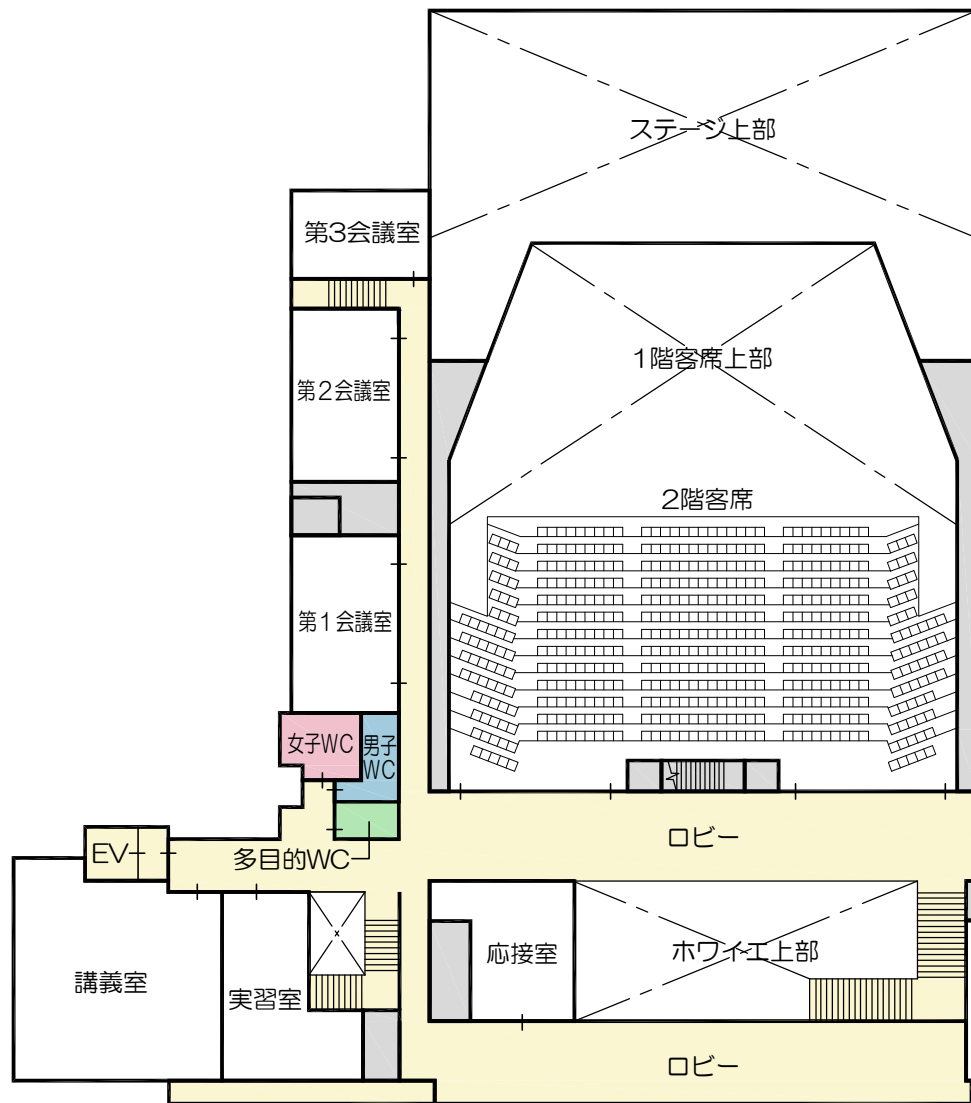 ステージ上部
第3会議室
1階客席上部
第2会議室
2階客席
第1会議室
女子WC
男子
WC
ロビー
EV
多目的WC
講義室
実習室
応接室
ホワイエ上部
ロビー